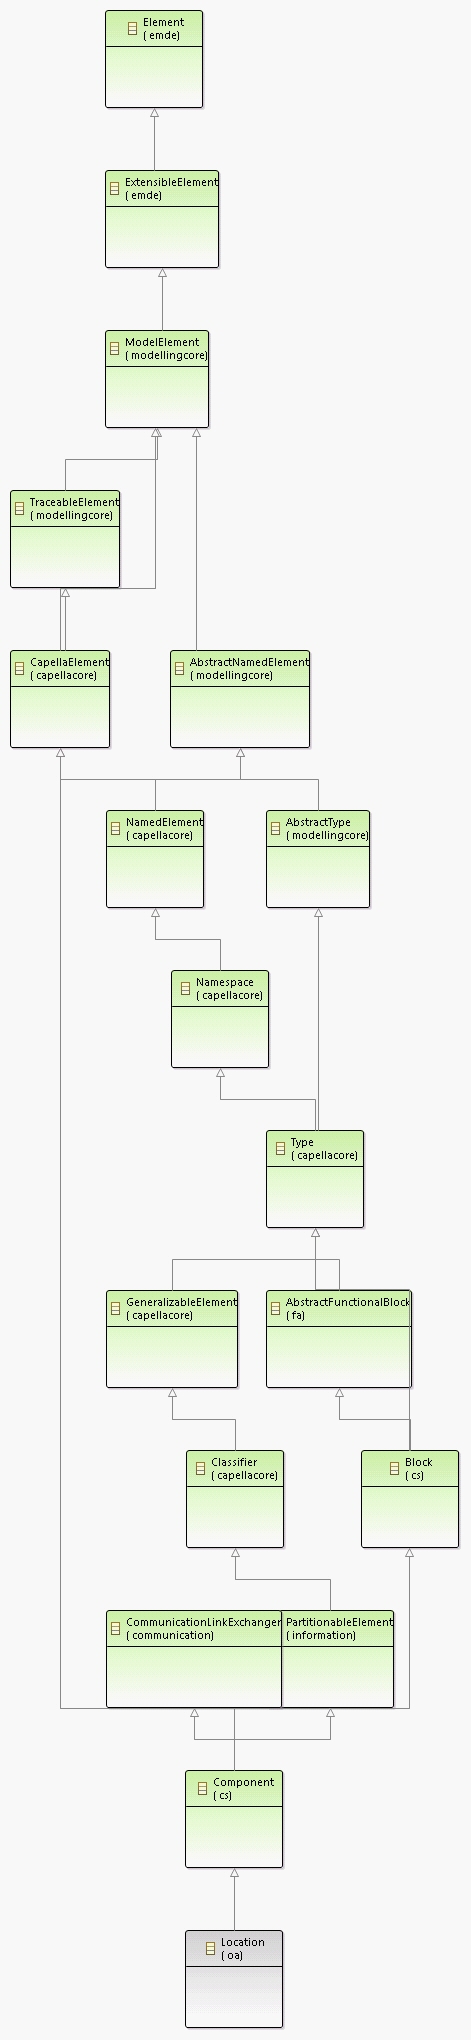 Element
( emde)
ExtensibleElement
( emde)
ModelElement
( modellingcore)
TraceableElement
( modellingcore)
CapellaElement
( capellacore)
AbstractNamedElement
( modellingcore)
NamedElement
( capellacore)
AbstractType
( modellingcore)
Namespace
( capellacore)
Type
( capellacore)
GeneralizableElement
( capellacore)
AbstractFunctionalBlock
( fa)
Classifier
( capellacore)
Block
( cs)
CommunicationLinkExchanger
( communication)
PartitionableElement
( information)
Component
( cs)
Location
( oa)